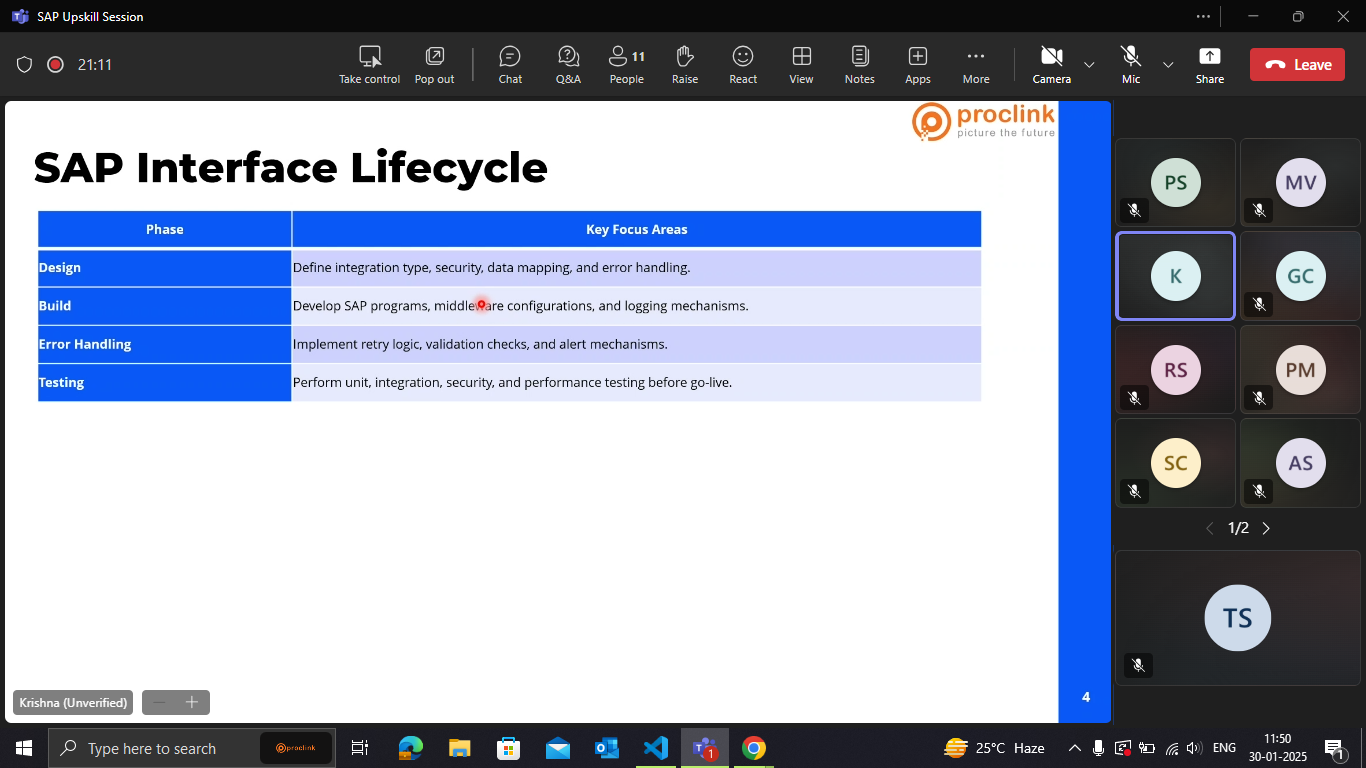 SAP Upskill Session
21:11
Take control
Pop out
Chat
Q&A
11
People
Raise
React
View
Notes
Apps
More
Camera
Mic
Share
Leave
proclink
picture the future
SAP Interface Lifecycle
Phase Key Focus Areas
Design Define integration type, security, data mapping, and error handling.
Build Develop SAP programs, middleware configurations, and logging mechanisms.
Error Handling Implement retry logic, validation checks, and alert mechanisms.
Testing Perform unit, integration, security, and performance testing before go-live.
4
Krishna (Unverified)
PS
MV
K
GC
RS
PM
SC
AS
1/2
TS
Type here to search
proclink
1
25°C Haze
ENG
11:50
30-01-2025
1